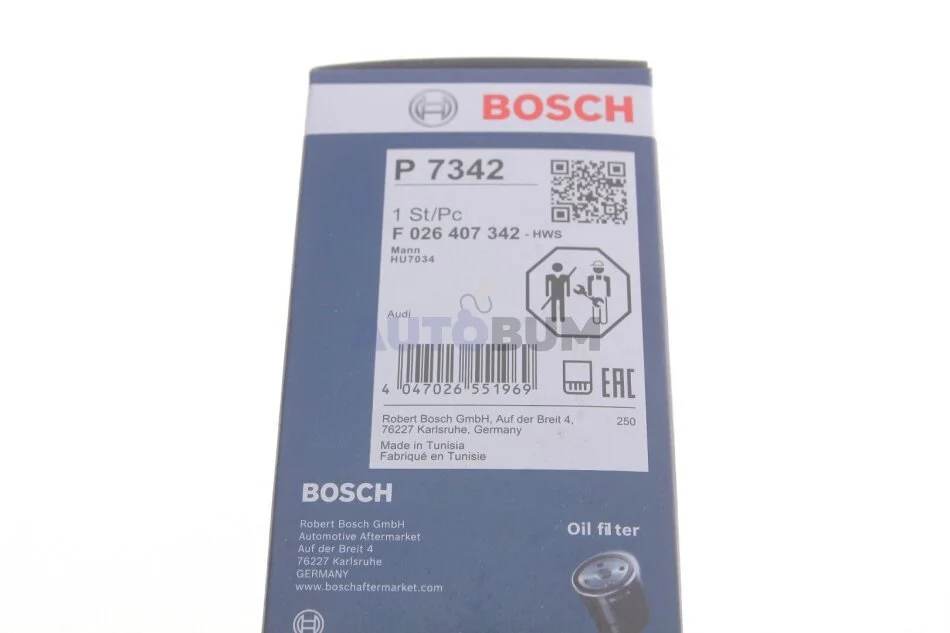 BOSCH
P 7342
1 St/Pc
F 026 407 342 - HWS
Mann
HU7034
Audi
AUTOBUM
4 047026 551969
EAC
Robert Bosch GmbH, Auf der Breit 4,
76227 Karlsruhe, Germany
250
Made in Tunisia
Fabriqué en Tunisie
BOSCH
Robert Bosch GmbH
Automotive Aftermarket
Auf der Breit 4
76227 Karlsruhe
GERMANY
www.boschaftermarket.com
Oil filter